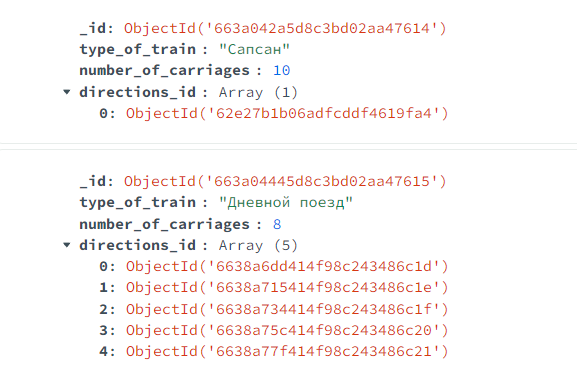 _id: ObjectId('663a042a5d8c3bd02aa47614')
type_of_train : "Сапсан"
number_of_carriages : 10
directions_id : Array (1)
0: ObjectId('62e27b1b06adfcddf4619fa4')
_id: ObjectId('663a04445d8c3bd02aa47615')
type_of_train : "Дневной поезд"
number_of_carriages : 8
directions_id : Array (5)
0: ObjectId('6638a6dd414f98c243486c1d')
1: ObjectId('6638a715414f98c243486c1e')
2: ObjectId('6638a734414f98c243486c1f')
3: ObjectId('6638a75c414f98c243486c20')
4: ObjectId('6638a77f414f98c243486c21')